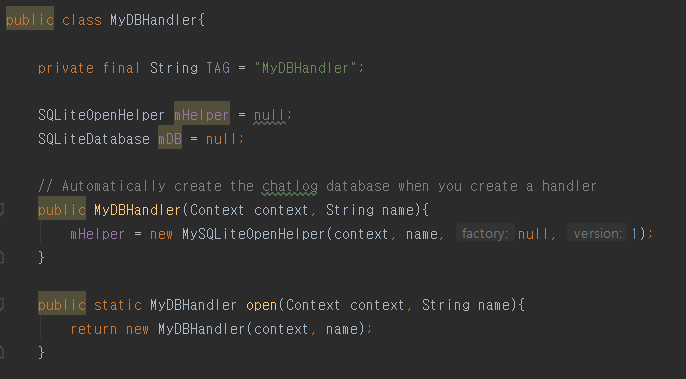 public class MyDBHandler{
private final String TAG = "MyDBHandler";
SQLiteOpenHelper mHelper = null;
SQLiteDatabase mDB = null;
// Automatically create the chatlog database when you create a handler
public MyDBHandler(Context context, String name){
mHelper = new MySQLiteOpenHelper(context, name, factory: null, version: 1);
}
public static MyDBHandler open(Context context, String name){
return new MyDBHandler(context, name);
}